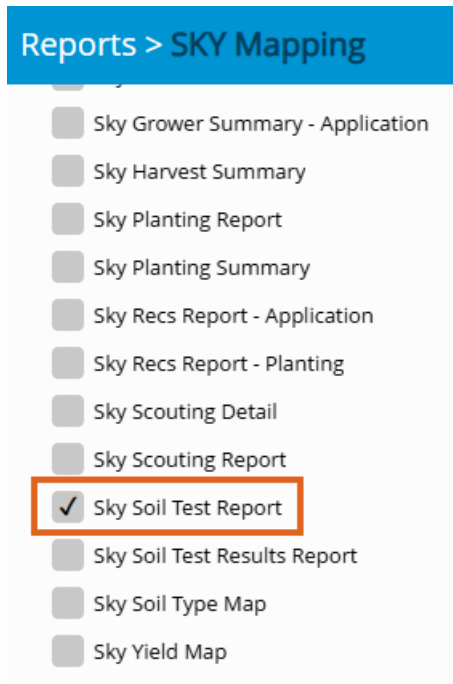 Reports > SKY Mapping
Sky Grower Summary - Application
Sky Harvest Summary
Sky Planting Report
Sky Planting Summary
Sky Recs Report - Application
Sky Recs Report - Planting
Sky Scouting Detail
Sky Scouting Report
Sky Soil Test Report
Sky Soil Test Results Report
Sky Soil Type Map
Sky Yield Map